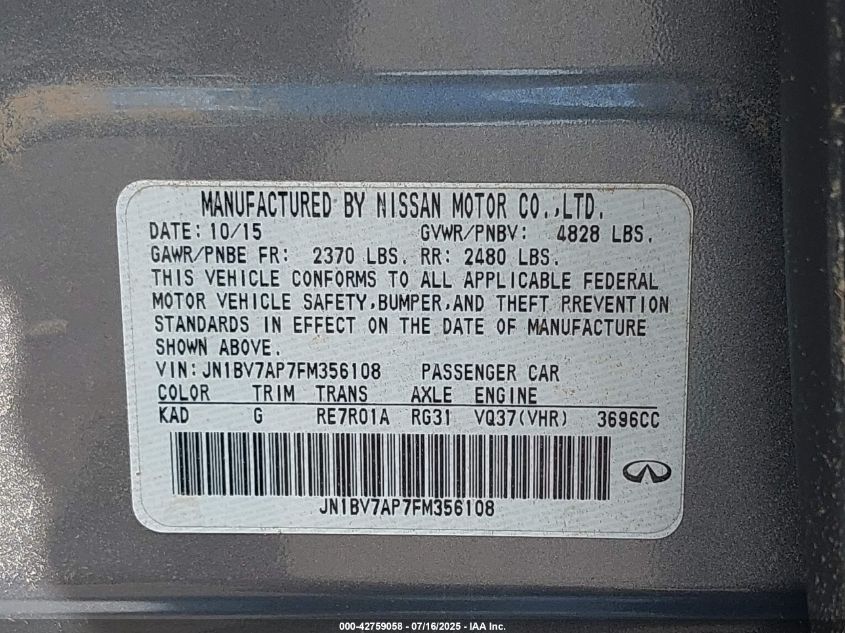 MANUFACTURED BY NISSAN MOTOR CO.,LTD.
DATE: 10/15 GVWR/PNBV: 4828 LBS.
GAWR/PNBE FR: 2370 LBS. RR: 2480 LBS.
THIS VEHICLE CONFORMS TO ALL APPLICABLE FEDERAL
MOTOR VEHICLE SAFETY,BUMPER,AND THEFT PREVENTION
STANDARDS IN EFFECT ON THE DATE OF MANUFACTURE
SHOWN ABOVE.
VIN:JN1BV7AP7FM356108 PASSENGER CAR
COLOR TRIM TRANS AXLE ENGINE
KAD G RE7R01A RG31 VQ37(VHR) 3696CC
JN1BV7AP7FM356108
000-42759058 - 07/16/2025 - IAA Inc.